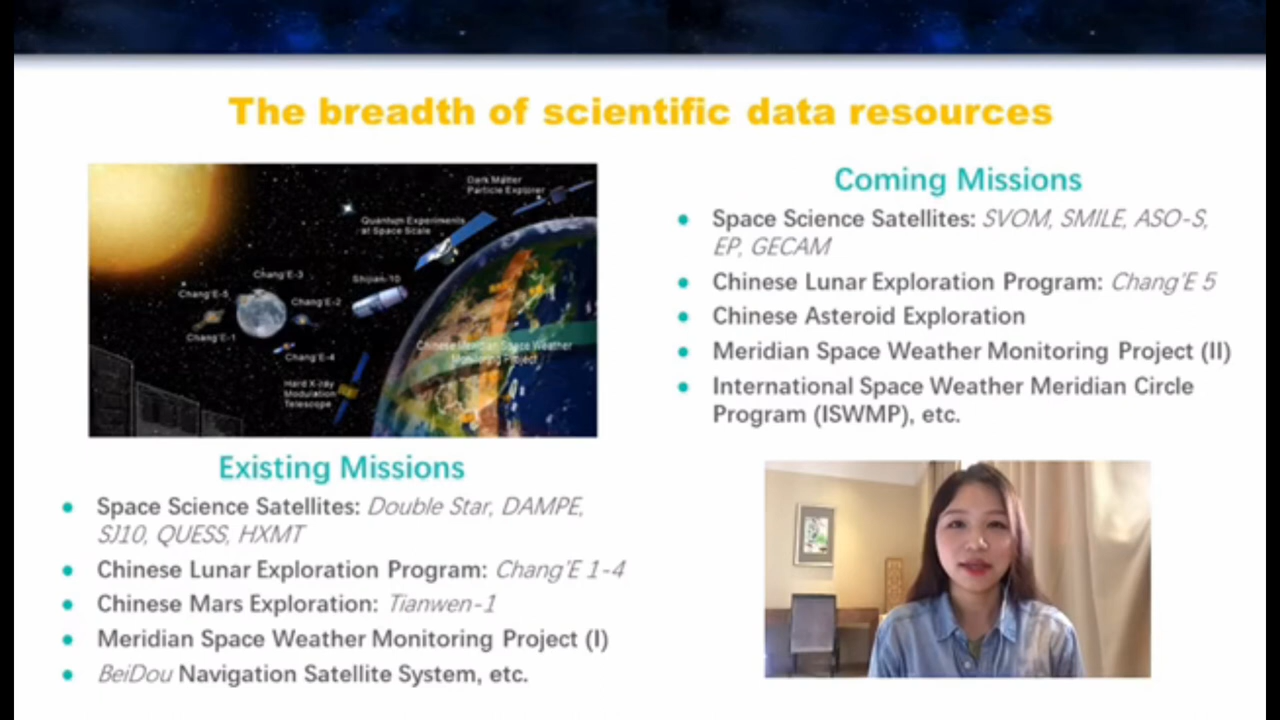 The breadth of scientific data resources
Dark Matter
Particle Explorer
Quantum Experiments
at Space Scale
Chang'E-3
Shijian-10
Chang'E-5
Chang'E-2
Chang'E-1
Chang'E-4
Chinese Meridian Space Weather
Monitoring Project
Hard X-ray
Modulation
Telescope
Existing Missions
Space Science Satellites: Double Star, DAMPE,
SJ10, QUESS, HXMT
Chinese Lunar Exploration Program: Chang'E 1-4
Chinese Mars Exploration: Tianwen-1
Meridian Space Weather Monitoring Project (I)
BeiDou Navigation Satellite System, etc.
Coming Missions
Space Science Satellites: SVOM, SMILE, ASO-S,
EP, GECAM
Chinese Lunar Exploration Program: Chang'E 5
Chinese Asteroid Exploration
Meridian Space Weather Monitoring Project (II)
International Space Weather Meridian Circle
Program (ISWMP), etc.